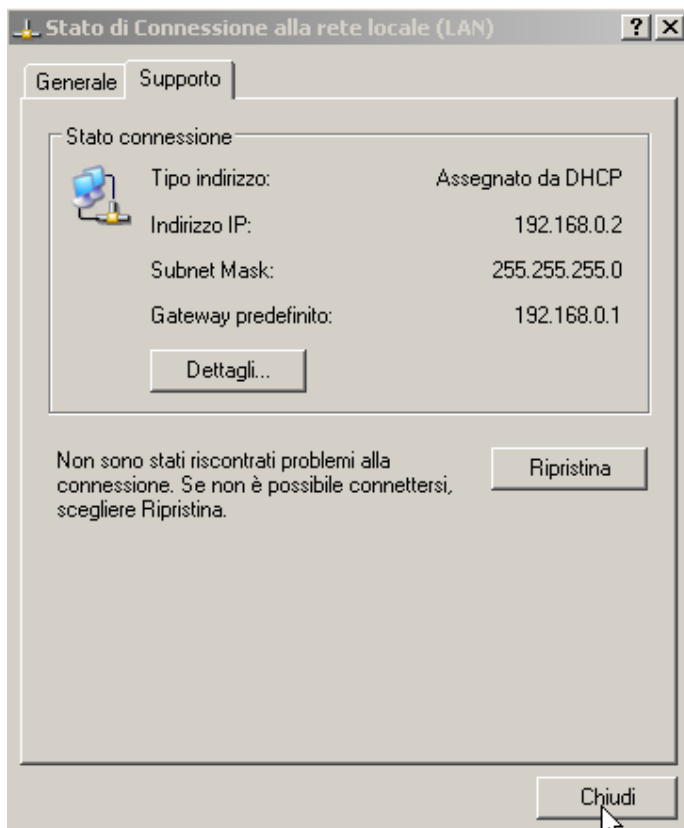 Stato di Connessione alla rete locale (LAN)
Generale
Supporto
Stato connessione
Tipo indirizzo: Assegnato da DHCP
Indirizzo IP: 192.168.0.2
Subnet Mask: 255.255.255.0
Gateway predefinito: 192.168.0.1
Dettagli...
Non sono stati riscontrati problemi alla
connessione. Se non è possibile connettersi,
scegliere Ripristina.
Ripristina
Chiudi